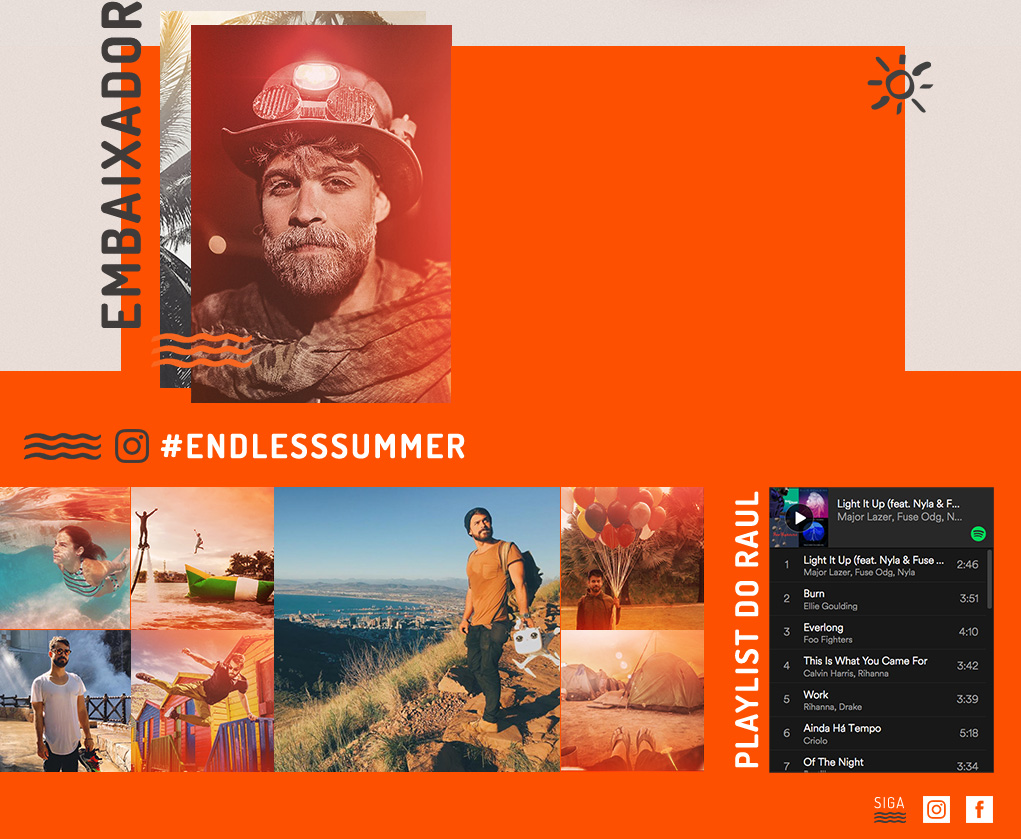 EMBAIXADOR
#ENDLESSSUMMER
PLAYLIST DO RAUL
Light It Up (feat. Nyla & F...
Major Lazer, Fuse Odg, N...
1 Light It Up (feat. Nyla & Fuse ... 2:46
Major Lazer, Fuse Odg, Nyla
2 Burn 3:51
Ellie Goulding
3 Everlong 4:10
Foo Fighters
4 This Is What You Came For 3:42
Calvin Harris, Rihanna
5 Work 3:39
Rihanna, Drake
6 Ainda Há Tempo 5:18
Criolo
7 Of The Night 3:34
SIGA